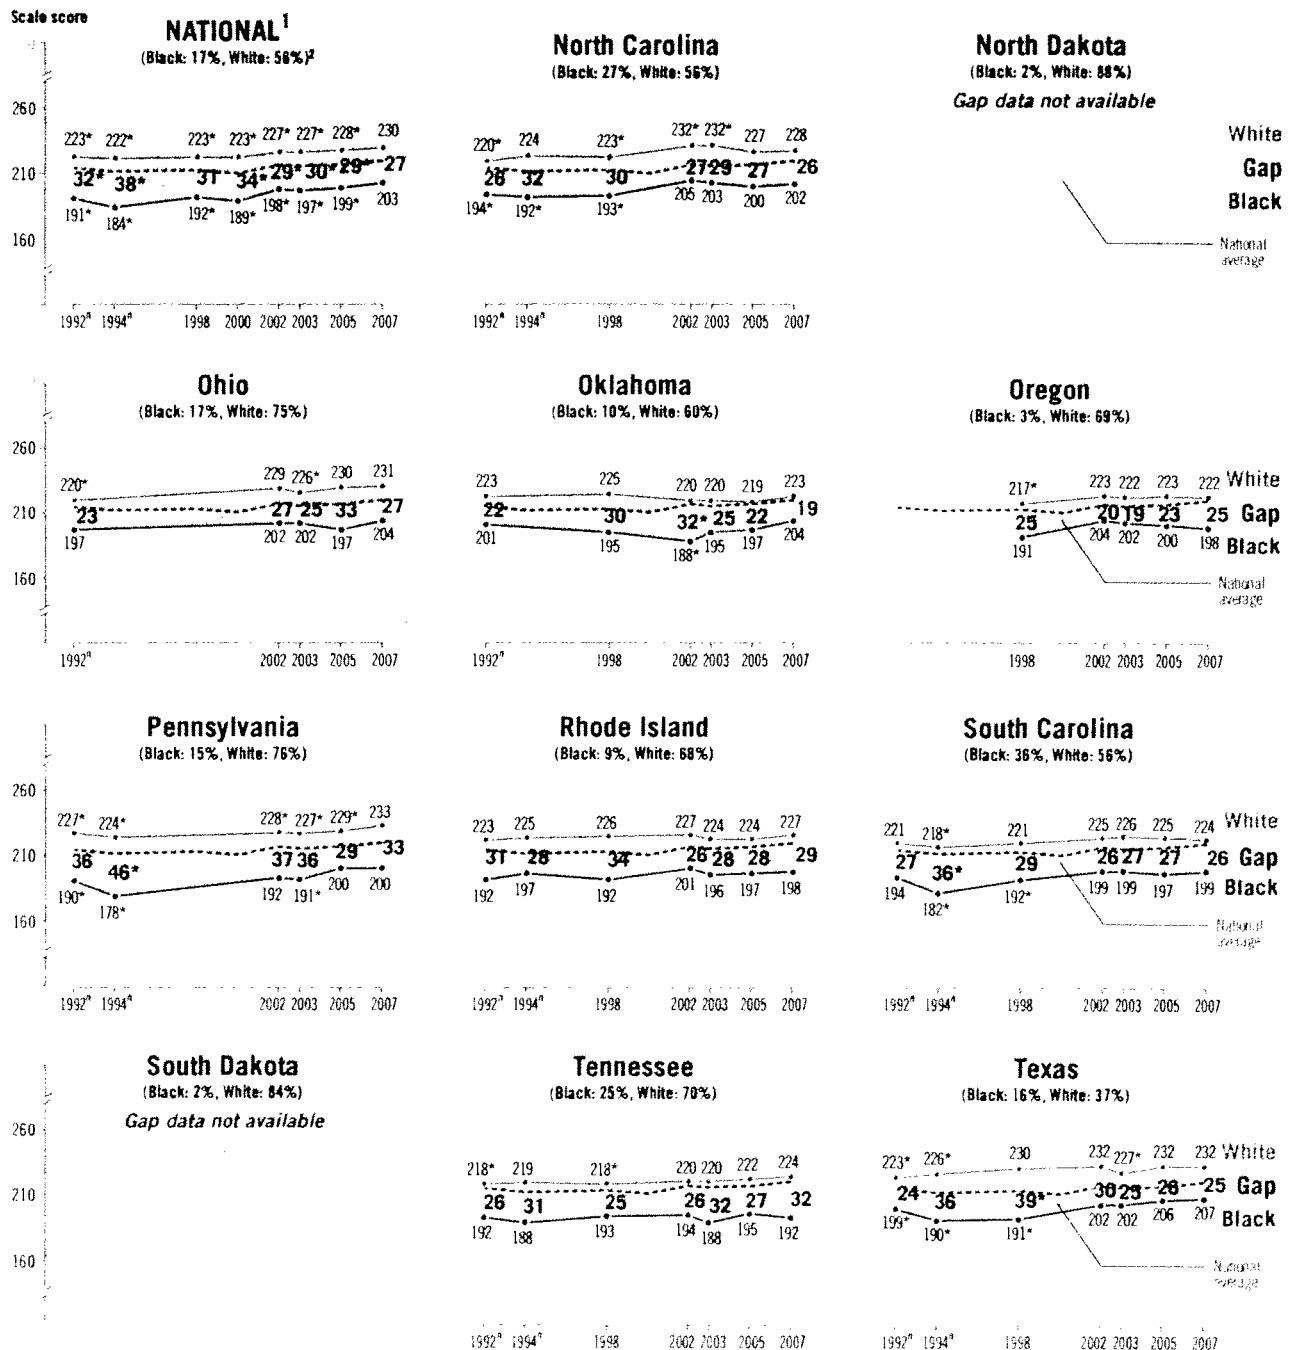 Scale score
NATIONAL¹
(Black: 17%, White: 56%)²
260
210
160
223* 222* 223* 223* 227* 227* 228* 230
32* 38* 31 34* 29* 30* 29* 27
191* 184* 192* 189* 198* 197* 199* 203
1992ⁿ 1994ⁿ 1998 2000 2002 2003 2005 2007
North Carolina
(Black: 27%, White: 56%)
220* 224 223* 232* 232* 227 228
26 32 30 27 29 27 26
194* 192* 193* 205 203 200 202
1992ⁿ 1994ⁿ 1998 2002 2003 2005 2007
North Dakota
(Black: 2%, White: 88%)
Gap data not available
White
Gap
Black
National
average
Ohio
(Black: 17%, White: 75%)
260
210
160
220* 229 226* 230 231
23 27 25 33 27
197 202 202 197 204
1992ⁿ 2002 2003 2005 2007
Oklahoma
(Black: 10%, White: 60%)
223 225 220 220 219 223
22 30 32* 25 22 19
201 195 188* 195 197 204
1992ⁿ 1998 2002 2003 2005 2007
Oregon
(Black: 3%, White: 69%)
217* 223 222 223 222 White
25 20 19 23 25 Gap
191 204 202 200 198 Black
National
average
1998 2002 2003 2005 2007
Pennsylvania
(Black: 15%, White: 76%)
260
210
160
227* 224* 228* 227* 229* 233
36 46* 37 36 29 33
190* 178* 192 191* 200 200
1992ⁿ 1994ⁿ 2002 2003 2005 2007
Rhode Island
(Black: 9%, White: 68%)
223 225 226 227 224 224 227
31 28 34 26 28 28 29
192 197 192 201 196 197 198
1992ⁿ 1994ⁿ 1998 2002 2003 2005 2007
South Carolina
(Black: 36%, White: 56%)
221 218* 221 225 226 225 224 White
27 36* 29 26 27 27 26 Gap
194 182* 192* 199 199 197 199 Black
National
average
1992ⁿ 1994ⁿ 1998 2002 2003 2005 2007
South Dakota
(Black: 2%, White: 84%)
Gap data not available
260
210
160
Tennessee
(Black: 25%, White: 70%)
218* 219 218* 220 220 222 224
26 31 25 26 32 27 32
192 188 193 194 188 195 192
1992ⁿ 1994ⁿ 1998 2002 2003 2005 2007
Texas
(Black: 16%, White: 37%)
223* 226* 230 232 227* 232 232 White
24 36 39* 30 25 26 25 Gap
199* 190* 191* 202 202 206 207 Black
National
average
1992ⁿ 1994ⁿ 1998 2002 2003 2005 2007